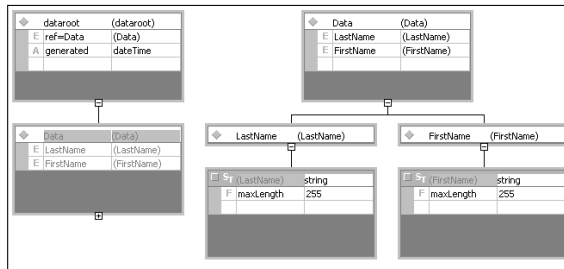 dataroot (dataroot)
E ref=Data (Data)
A generated dateTime
Data (Data)
E LastName (LastName)
E FirstName (FirstName)
Data (Data)
E LastName (LastName)
E FirstName (FirstName)
LastName (LastName)
FirstName (FirstName)
ST (LastName) string
F maxLength 255
ST (FirstName) string
F maxLength 255